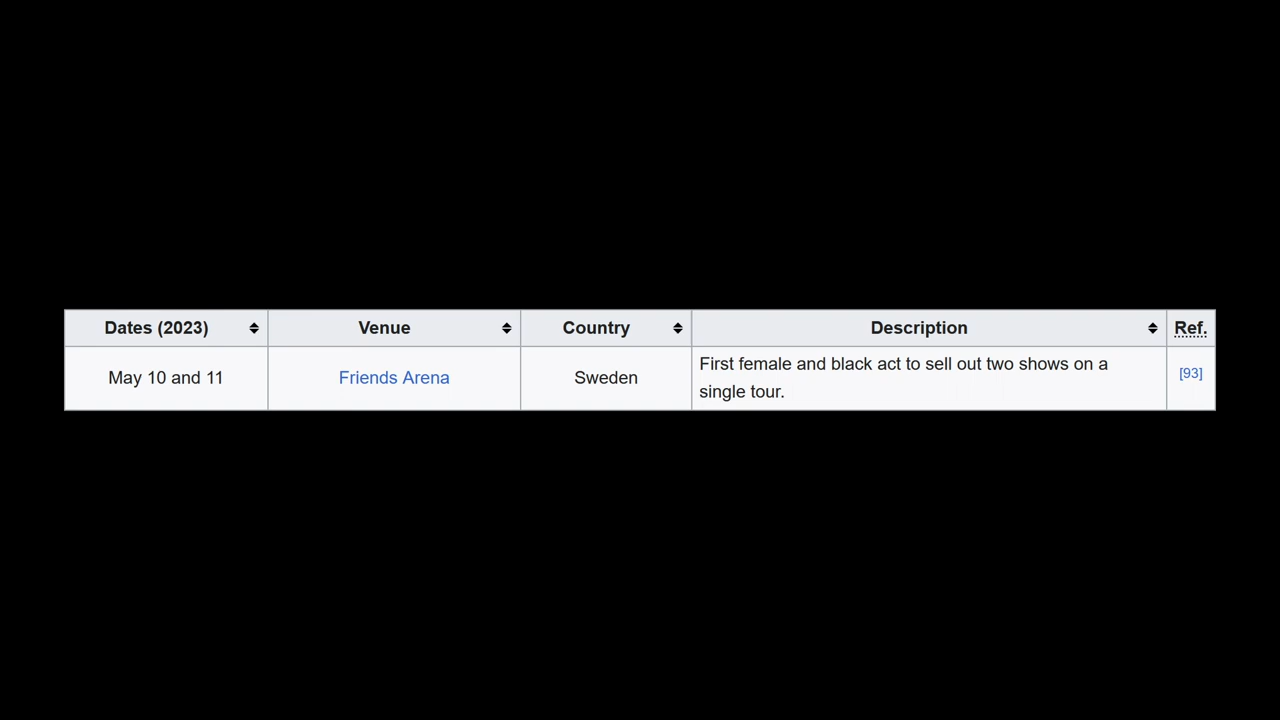 Dates (2023) Venue Country Description Ref.
May 10 and 11 Friends Arena Sweden First female and black act to sell out two shows on a
single tour. [93]